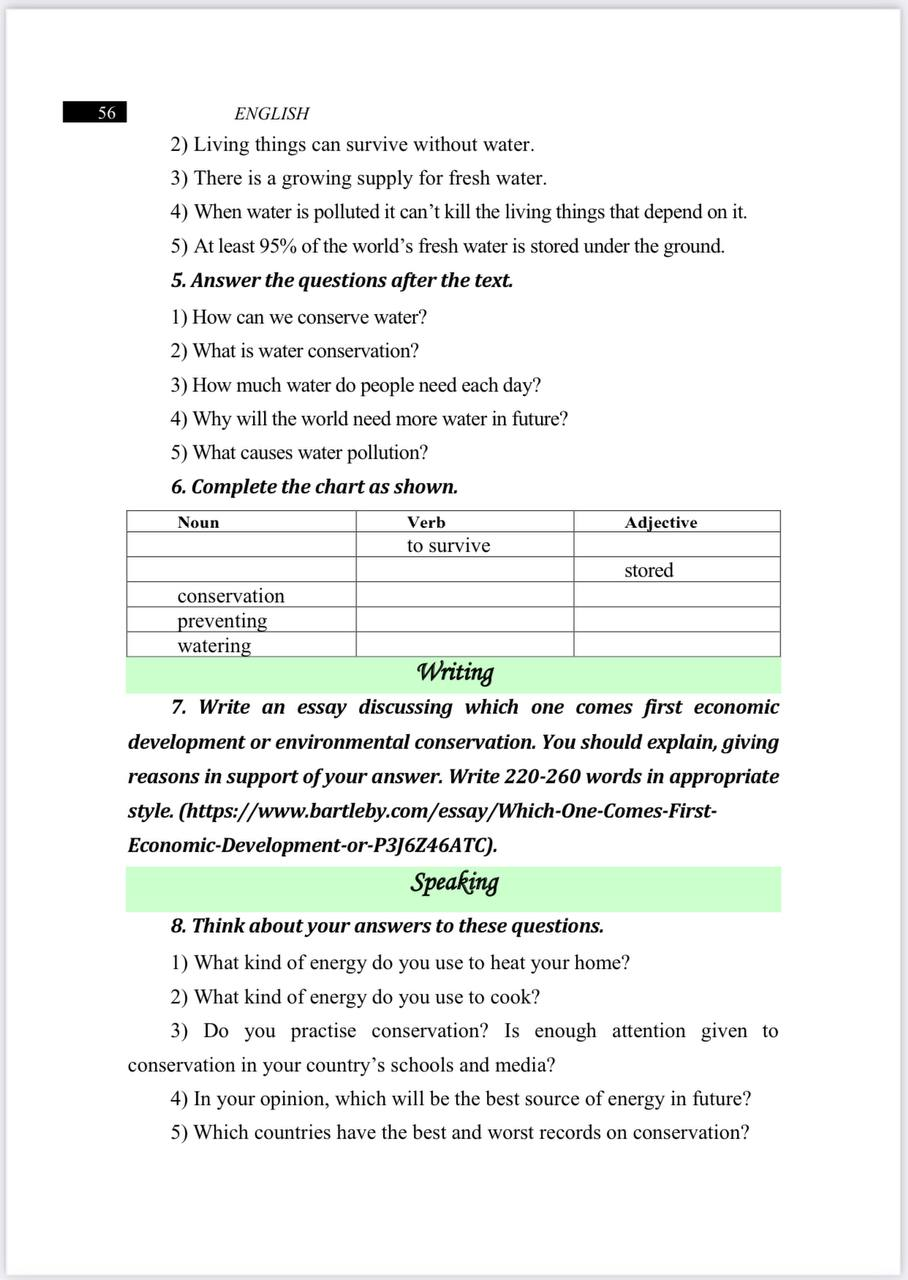 56 ENGLISH
2) Living things can survive without water.
3) There is a growing supply for fresh water.
4) When water is polluted it can’t kill the living things that depend on it.
5) At least 95% of the world’s fresh water is stored under the ground.
5. Answer the questions after the text.
1) How can we conserve water?
2) What is water conservation?
3) How much water do people need each day?
4) Why will the world need more water in future?
5) What causes water pollution?
6. Complete the chart as shown.
Noun Verb Adjective
to survive
stored
conservation
preventing
watering
Writing
7. Write an essay discussing which one comes first economic
development or environmental conservation. You should explain, giving
reasons in support of your answer. Write 220-260 words in appropriate
style. (https://www.bartleby.com/essay/Which-One-Comes-First-
Economic-Development-or-P3J6Z46ATC).
Speaking
8. Think about your answers to these questions.
1) What kind of energy do you use to heat your home?
2) What kind of energy do you use to cook?
3) Do you practise conservation? Is enough attention given to
conservation in your country’s schools and media?
4) In your opinion, which will be the best source of energy in future?
5) Which countries have the best and worst records on conservation?